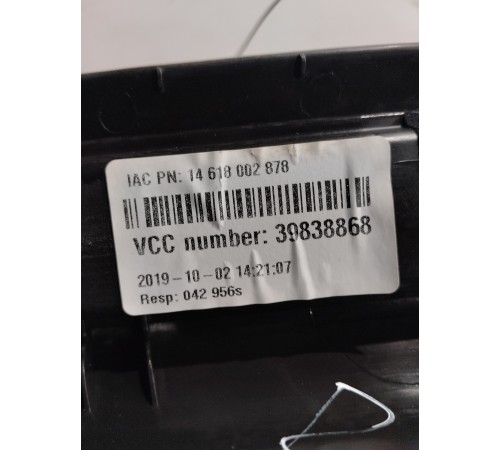 IAC PN: 14 618 002 878
VCC number: 39838868
2019-10-02 14:21:07
Resp: 042 956s